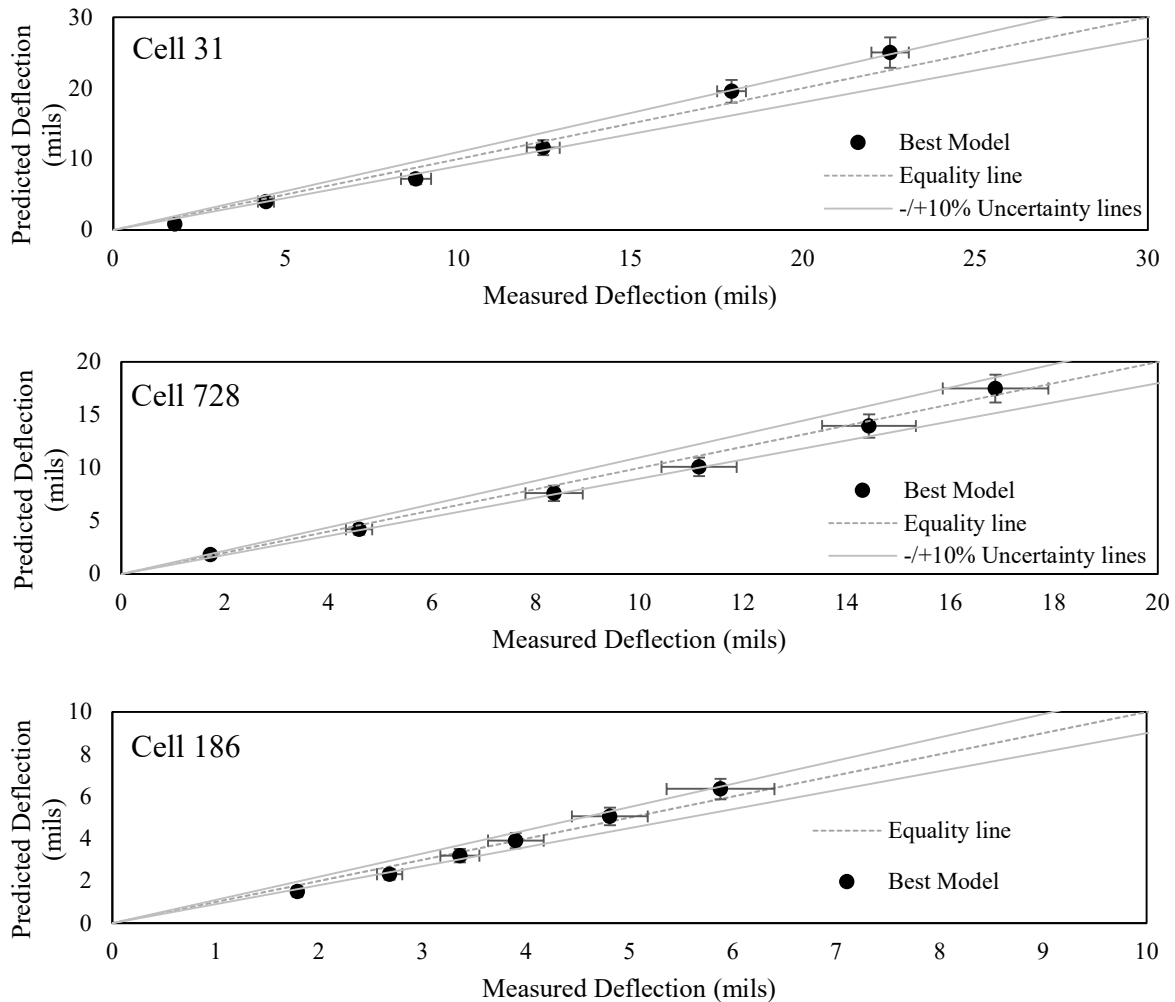 Cell 31
Predicted Deflection
(mils)
30
20
10
0
Best Model
Equality line
-/+10% Uncertainty lines
0 5 10 15 20 25 30
Measured Deflection (mils)
Cell 728
Predicted Deflection
(mils)
20
15
10
5
0
Best Model
Equality line
-/+10% Uncertainty lines
0 2 4 6 8 10 12 14 16 18 20
Measured Deflection (mils)
Cell 186
Predicted Deflection
(mils)
10
8
6
4
2
0
Equality line
Best Model
0 1 2 3 4 5 6 7 8 9 10
Measured Deflection (mils)